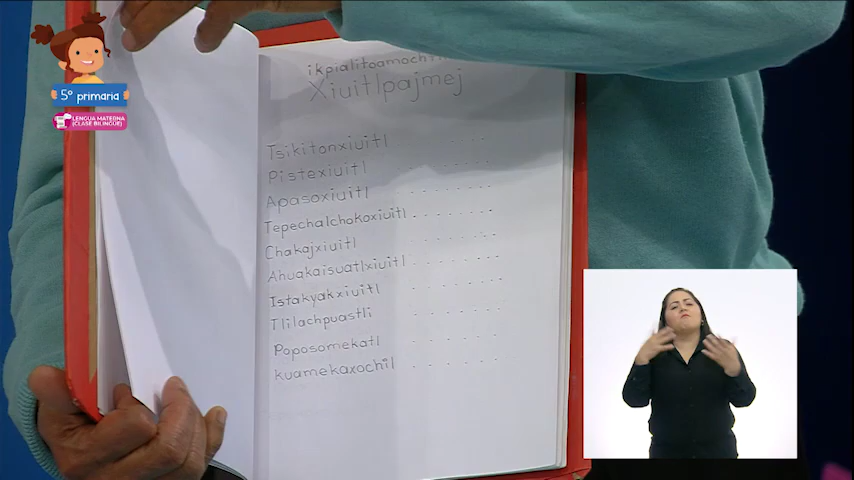 5º primaria
LENGUA MATERNA
(CLASE BILINGÜE)
Xiuitlpajmej
Tsikitonxiuitl
Pistexiuitl
Apasoxiuitl
Tepechalchokoxiuitl
Chakajxiuitl
Ahuakaisuatlxiuitl
Istakyakxiuitl
Tlilachpuastli
Poposomekatl
kuamekaxochil